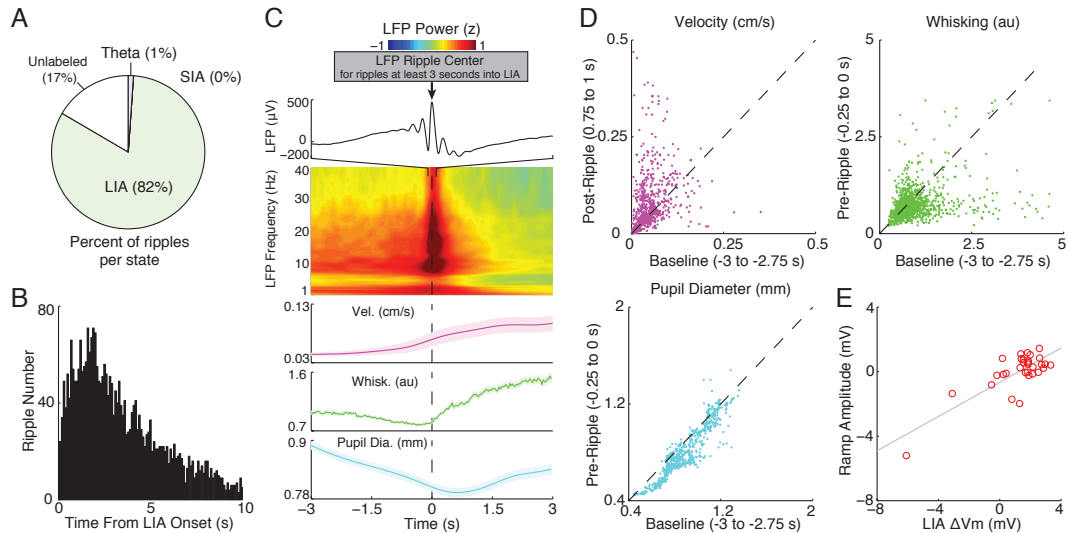 A
Theta (1%)
Unlabeled
(17%)
SIA (0%)
LIA (82%)
Percent of ripples
per state
B
80
40
0
Ripple Number
0
5
10
Time From LIA Onset (s)
C
LFP Power (z)
−1
1
LFP Ripple Center
for ripples at least 3 seconds into LIA
500
0
−200
LFP (µV)
40
30
20
10
1
LFP Frequency (Hz)
0.13
0.03
Vel. (cm/s)
1.6
0.7
Whisk. (au)
0.9
0.78
Pupil Dia. (mm)
−3
−1.5
0
1.5
3
Time (s)
D
Velocity (cm/s)
0.5
0.25
0
Post-Ripple (0.75 to 1 s)
0
0.25
0.5
Baseline (-3 to -2.75 s)
Whisking (au)
5
2.5
0
Pre-Ripple (-0.25 to 0 s)
0
2.5
5
Baseline (-3 to -2.75 s)
Pupil Diameter (mm)
2
1.2
0.4
Pre-Ripple (-0.25 to 0 s)
0.4
1.2
2
Baseline (-3 to -2.75 s)
E
4
0
−4
−8
Ramp Amplitude (mV)
−8
−4
0
4
LIA ΔVm (mV)